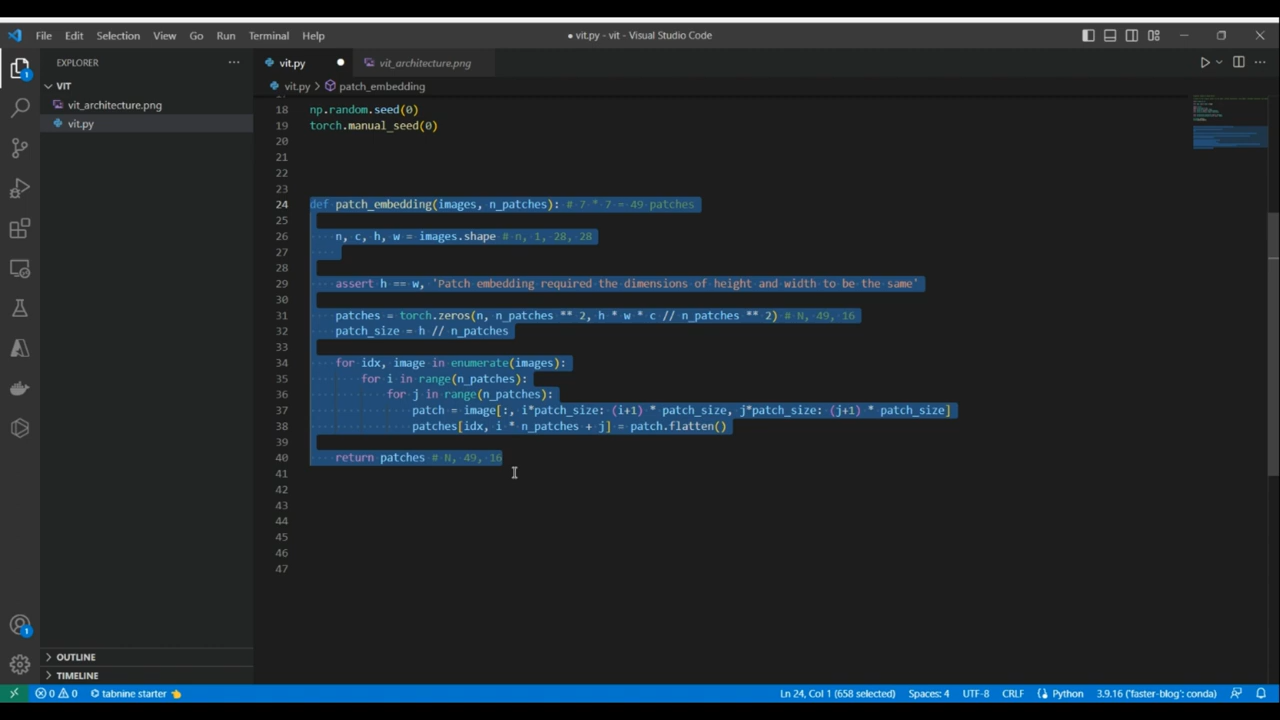 File Edit Selection View Go Run Terminal Help
● vit.py - vit - Visual Studio Code
EXPLORER
vit.py
vit_architecture.png
VIT
vit.py > patch_embedding
vit_architecture.png
vit.py
18 np.random.seed(0)
19 torch.manual_seed(0)
20
21
22
23
24 def patch_embedding(images, n_patches): # 7 * 7 = 49 patches
25
26 n, c, h, w = images.shape # n, 1, 28, 28
27
28
29 assert h == w, 'Patch embedding required the dimensions of height and width to be the same'
30
31 patches = torch.zeros(n, n_patches ** 2, h * w * c // n_patches ** 2) # N, 49, 16
32 patch_size = h // n_patches
33
34 for idx, image in enumerate(images):
35 for i in range(n_patches):
36 for j in range(n_patches):
37 patch = image[:, i*patch_size: (i+1) * patch_size, j*patch_size: (j+1) * patch_size]
38 patches[idx, i * n_patches + j] = patch.flatten()
39
40 return patches # N, 49, 16
41
42
43
44
45
46
47
OUTLINE
TIMELINE
0 0 tabnine starter Ln 24, Col 1 (658 selected) Spaces: 4 UTF-8 CRLF Python 3.9.16 ('faster-blog': conda)